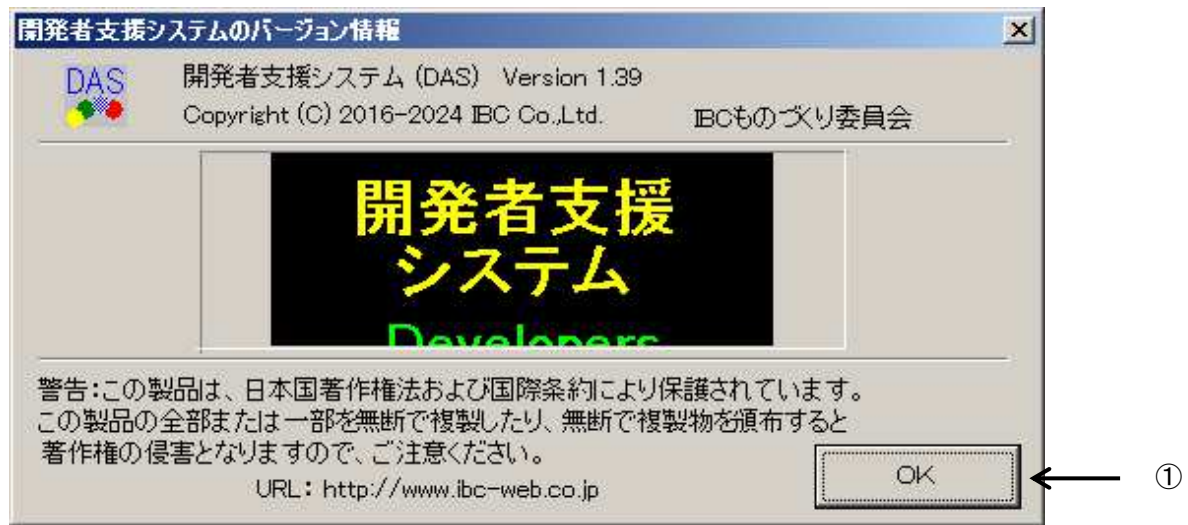 開発者支援システムのバージョン情報
DAS
開発者支援システム (DAS) Version 1.39
Copyright (C) 2016-2024 IBC Co.,Ltd. IBCものづくり委員会
開発者支援
システム
Developers
警告:この製品は、日本国著作権法および国際条約により保護されています。
この製品の全部または一部を無断で複製したり、無断で複製物を頒布すると
著作権の侵害となりますので、ご注意ください。
URL: http://www.ibc-web.co.jp
OK
①